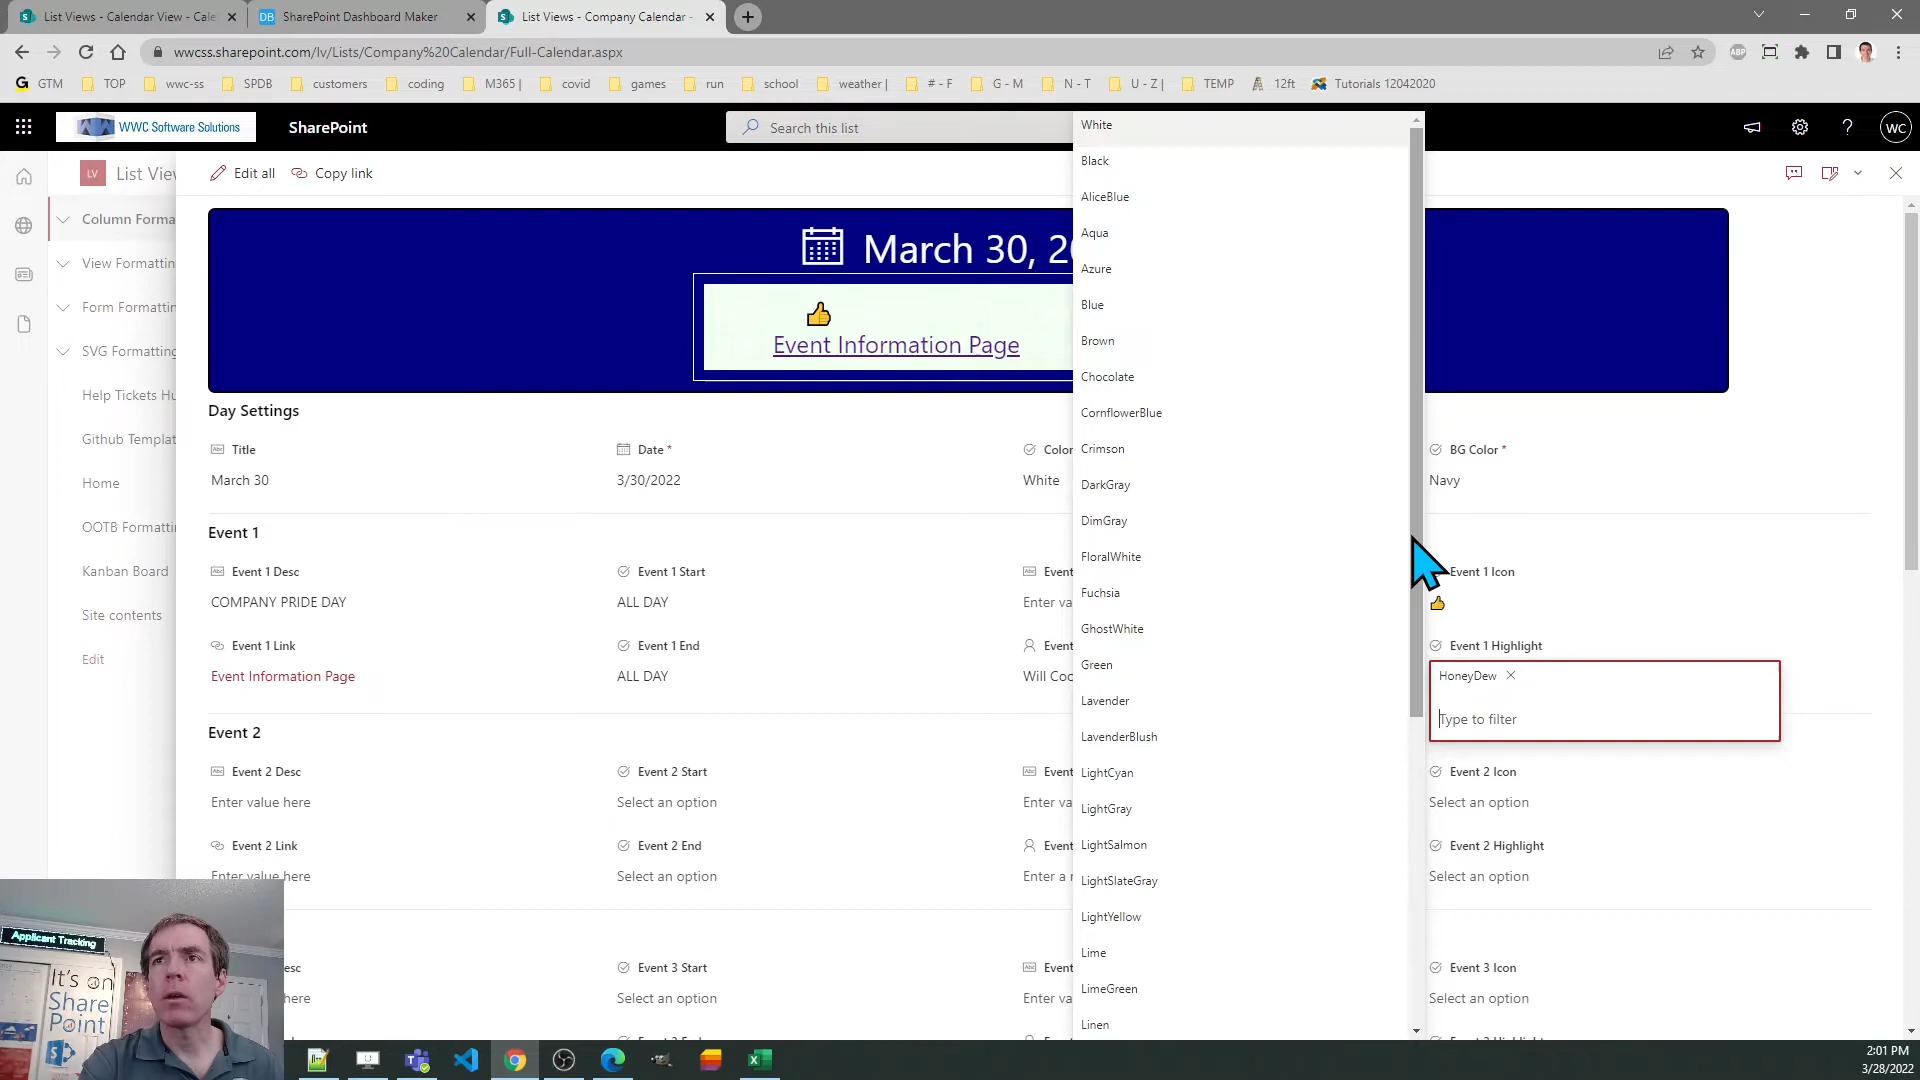 List Views - Calendar View - Cale
SharePoint Dashboard Maker
List Views - Company Calendar -
wwcss.sharepoint.com/lv/Lists/Company%20Calendar/Full-Calendar.aspx
GTM
TOP
wwc-ss
SPDB
customers
coding
M365 |
covid
games
run
school
weather |
# - F
G - M
N - T
U - Z |
TEMP
12ft
Tutorials 12042020
WWC Software Solutions
SharePoint
Search this list
WC
LV
List View
Edit all
Copy link
Column Forma
View Formattin
Form Formattin
SVG Formatting
Help Tickets Hu
Github Templat
Home
OOTB Formatti
Kanban Board
Site contents
Edit
March 30, 20
👍
Event Information Page
Day Settings
Title
Date *
Color
BG Color *
March 30
3/30/2022
White
Navy
Event 1
Event 1 Desc
Event 1 Start
Event
Event 1 Icon
COMPANY PRIDE DAY
ALL DAY
Enter va
👍
Event 1 Link
Event 1 End
Event
Event 1 Highlight
Event Information Page
ALL DAY
Will Coo
HoneyDew
Type to filter
Event 2
Event 2 Desc
Event 2 Start
Event
Event 2 Icon
Enter value here
Select an option
Enter va
Select an option
Event 2 Link
Event 2 End
Event
Event 2 Highlight
Enter value here
Select an option
Enter a n
Select an option
esc
Event 3 Start
Event
Event 3 Icon
here
Select an option
Enter va
Select an option
White
Black
AliceBlue
Aqua
Azure
Blue
Brown
Chocolate
CornflowerBlue
Crimson
DarkGray
DimGray
FloralWhite
Fuchsia
GhostWhite
Green
Lavender
LavenderBlush
LightCyan
LightGray
LightSalmon
LightSlateGray
LightYellow
Lime
LimeGreen
Linen
Applicant Tracking
It's on
Share
Point
2:01 PM
3/28/2022